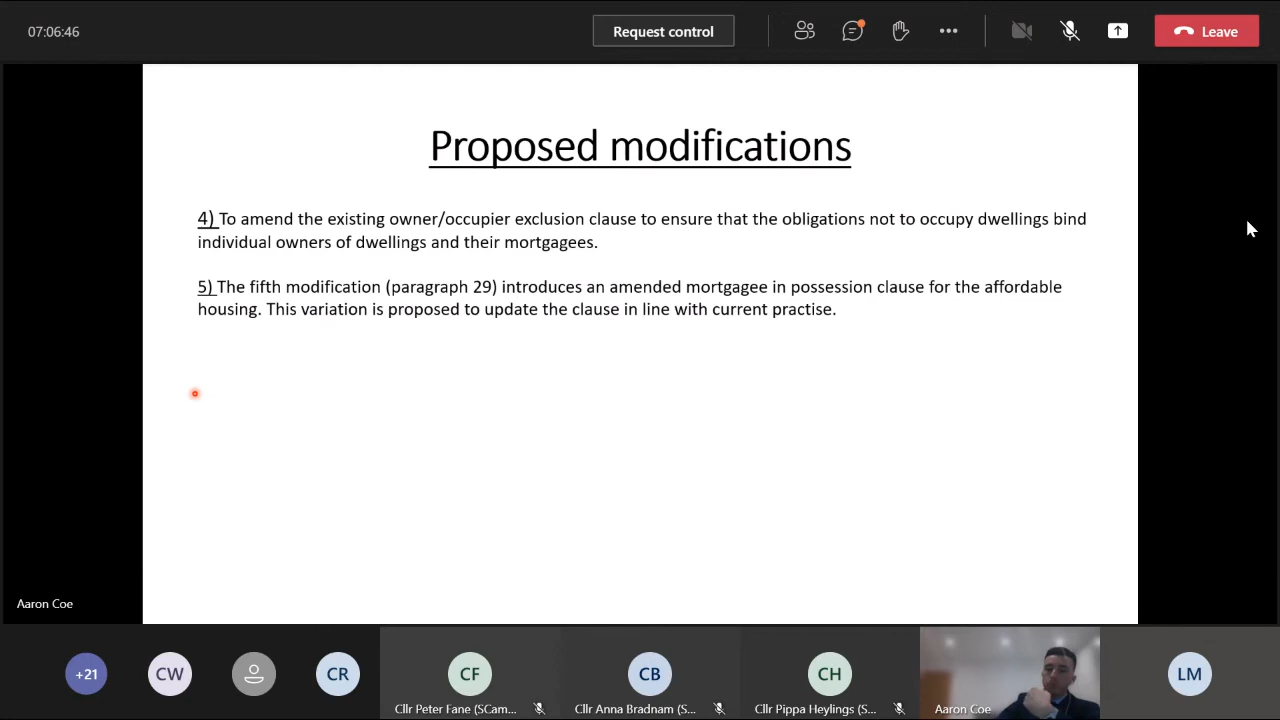 07:06:46
Request control
Leave
Proposed modifications
4) To amend the existing owner/occupier exclusion clause to ensure that the obligations not to occupy dwellings bind
individual owners of dwellings and their mortgagees.
5) The fifth modification (paragraph 29) introduces an amended mortgagee in possession clause for the affordable
housing. This variation is proposed to update the clause in line with current practise.
Aaron Coe
+21
CW
CR
CF
CB
CH
LM
Cllr Peter Fane (SCam...
Cllr Anna Bradnam (S...
Cllr Pippa Heylings (S...
Aaron Coe